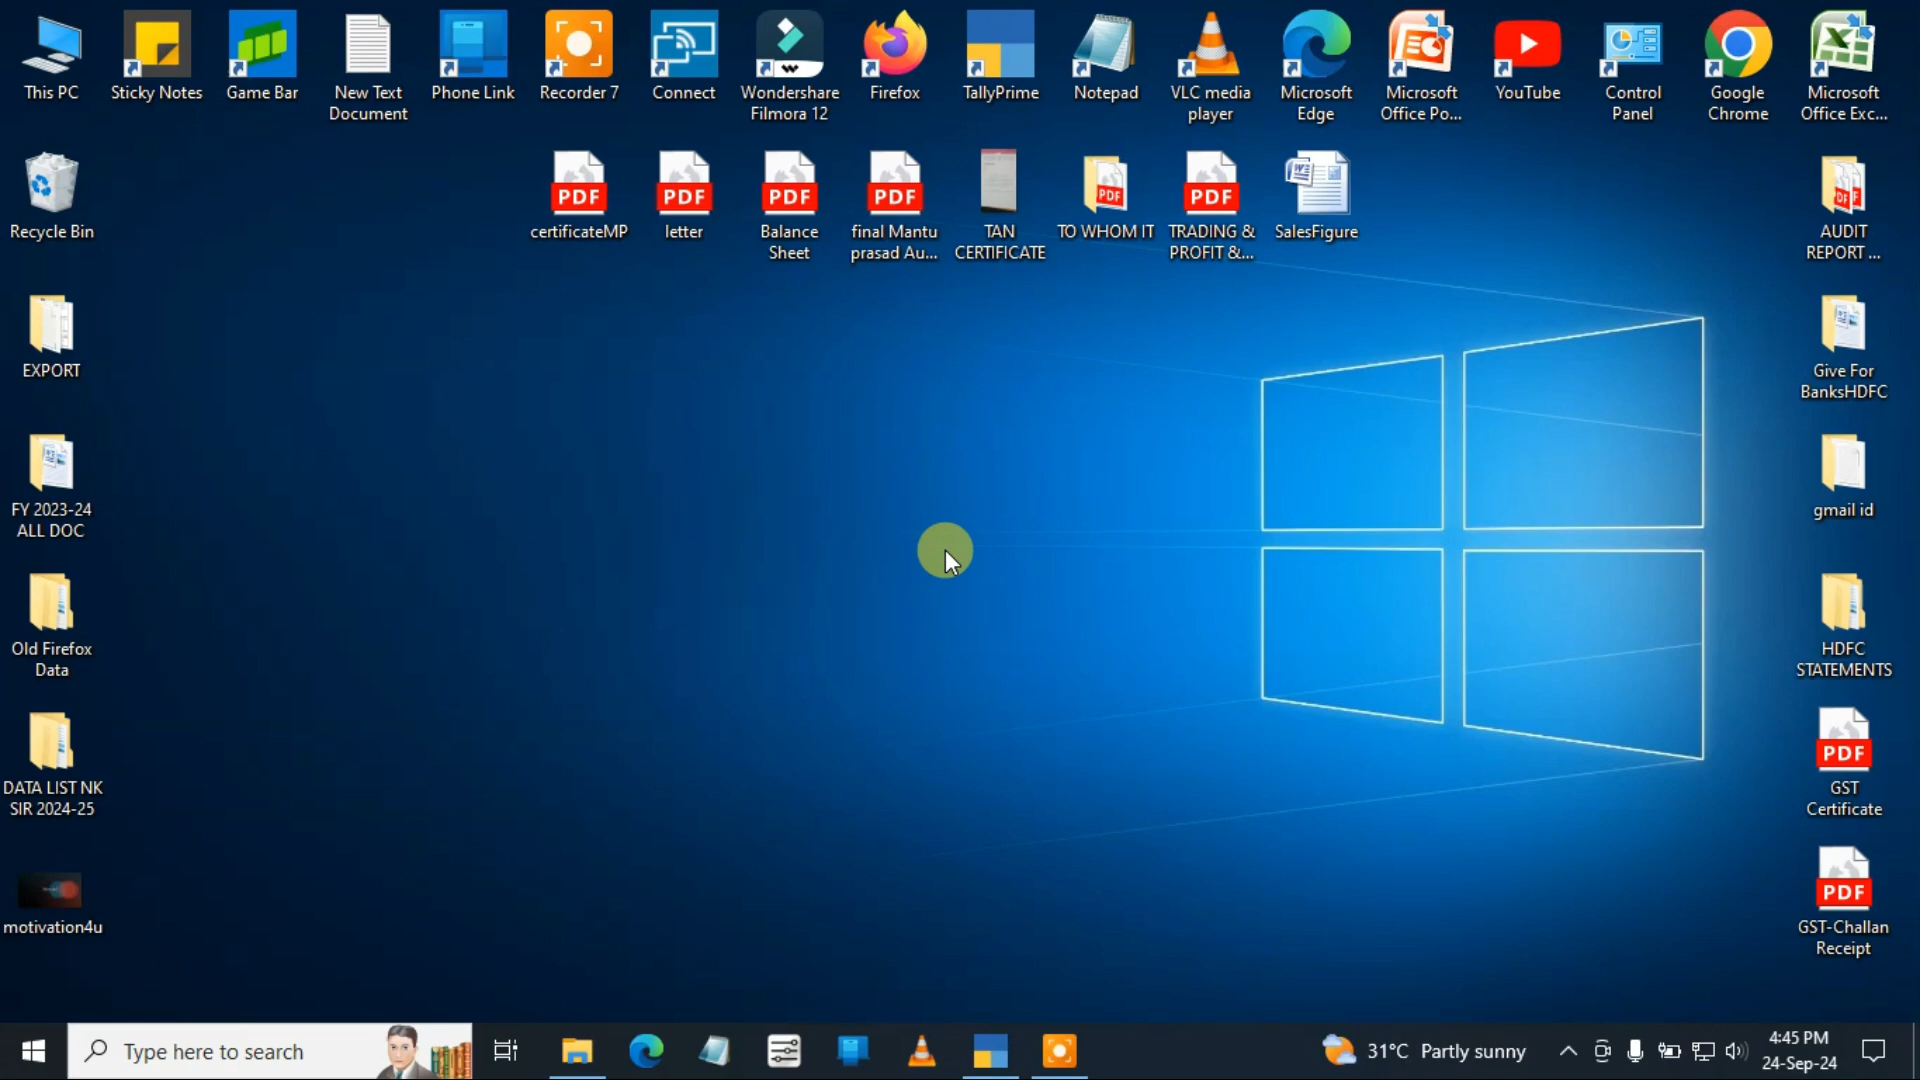 This PC
Sticky Notes
Game Bar
New Text
Document
Phone Link
Recorder 7
Connect
Wondershare
Filmora 12
Firefox
TallyPrime
Notepad
VLC media
player
Microsoft
Edge
Microsoft
Office Po...
YouTube
Control
Panel
Google
Chrome
Microsoft
Office Exc...
Recycle Bin
PDF
certificateMP
PDF
letter
PDF
Balance
Sheet
PDF
final Mantu
prasad Au...
TAN
CERTIFICATE
PDF
TO WHOM IT
PDF
TRADING &
PROFIT &...
SalesFigure
AUDIT
REPORT ...
EXPORT
Give For
BanksHDFC
FY 2023-24
ALL DOC
gmail id
Old Firefox
Data
HDFC
STATEMENTS
DATA LIST NK
SIR 2024-25
PDF
GST
Certificate
motivation4u
PDF
GST-Challan
Receipt
Type here to search
31°C Partly sunny
4:45 PM
24-Sep-24